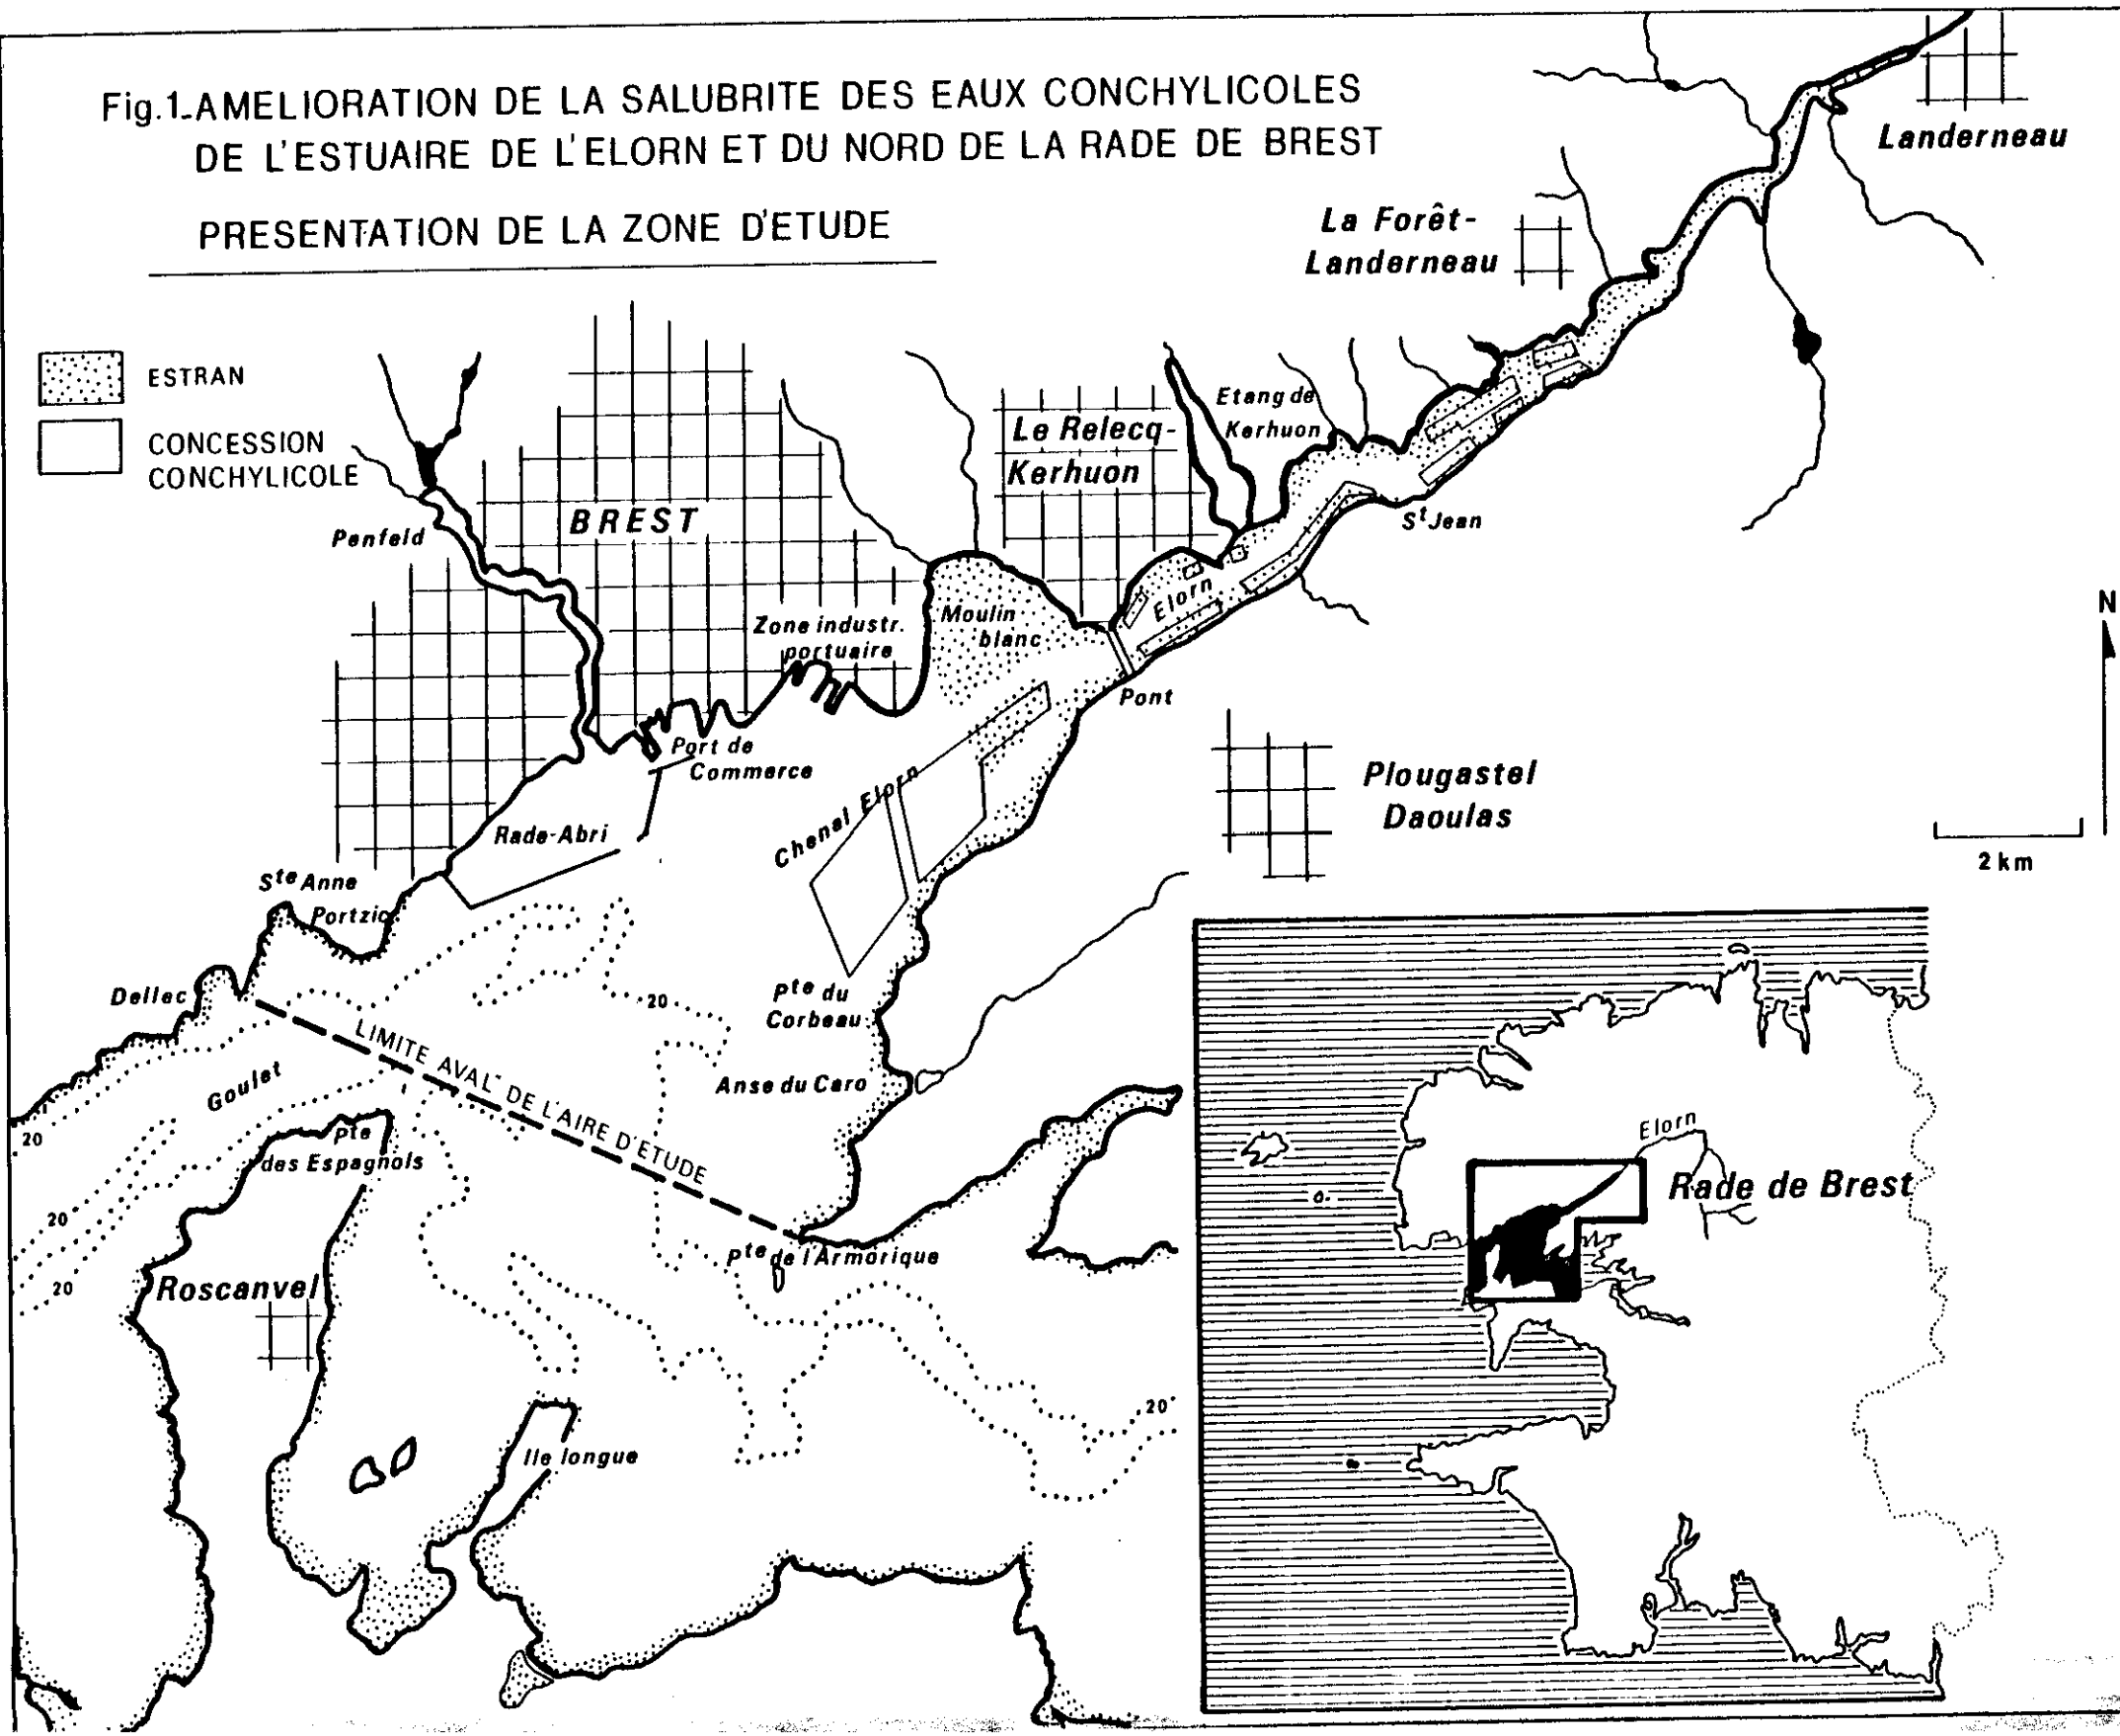 Fig.1_AMELIORATION DE LA SALUBRITE DES EAUX CONCHYLICOLES
DE L'ESTUAIRE DE L'ELORN ET DU NORD DE LA RADE DE BREST
PRESENTATION DE LA ZONE D'ETUDE
ESTRAN
CONCESSION
CONCHYLICOLE
Landerneau
La Forêt-
Landerneau
Etang de
Kerhuon
Le Relecq-
Kerhuon
St Jean
BREST
Penfeld
Elorn
Zone industr.
portuaire
Moulin
blanc
Pont
N
Port de
Commerce
Chenal Elorn
Plougastel
Daoulas
2 km
Rade-Abri
Ste Anne
Portzic
Dellec
20
Pte du
Corbeau
LIMITE AVAL DE L'AIRE D'ETUDE
Goulet
Anse du Caro
20
Pte
des Espagnols
20
20
Pte de l'Armorique
Roscanvel
20
Ile longue
Elorn
Rade de Brest